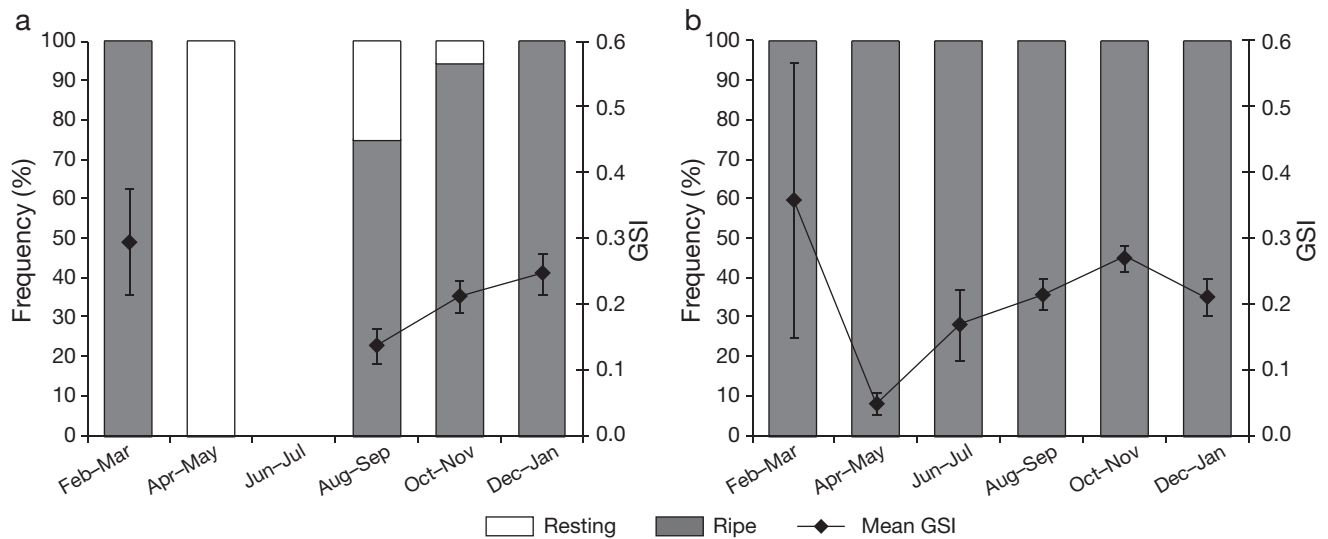 a
b
100
90
80
70
60
50
40
30
20
10
0
Frequency (%)
0.6
0.5
0.4
0.3
0.2
0.1
0.0
GSI
Feb–Mar
Apr–May
Jun–Jul
Aug–Sep
Oct–Nov
Dec–Jan
100
90
80
70
60
50
40
30
20
10
0
Frequency (%)
0.6
0.5
0.4
0.3
0.2
0.1
0.0
GSI
Feb–Mar
Apr–May
Jun–Jul
Aug–Sep
Oct–Nov
Dec–Jan
Resting Ripe Mean GSI